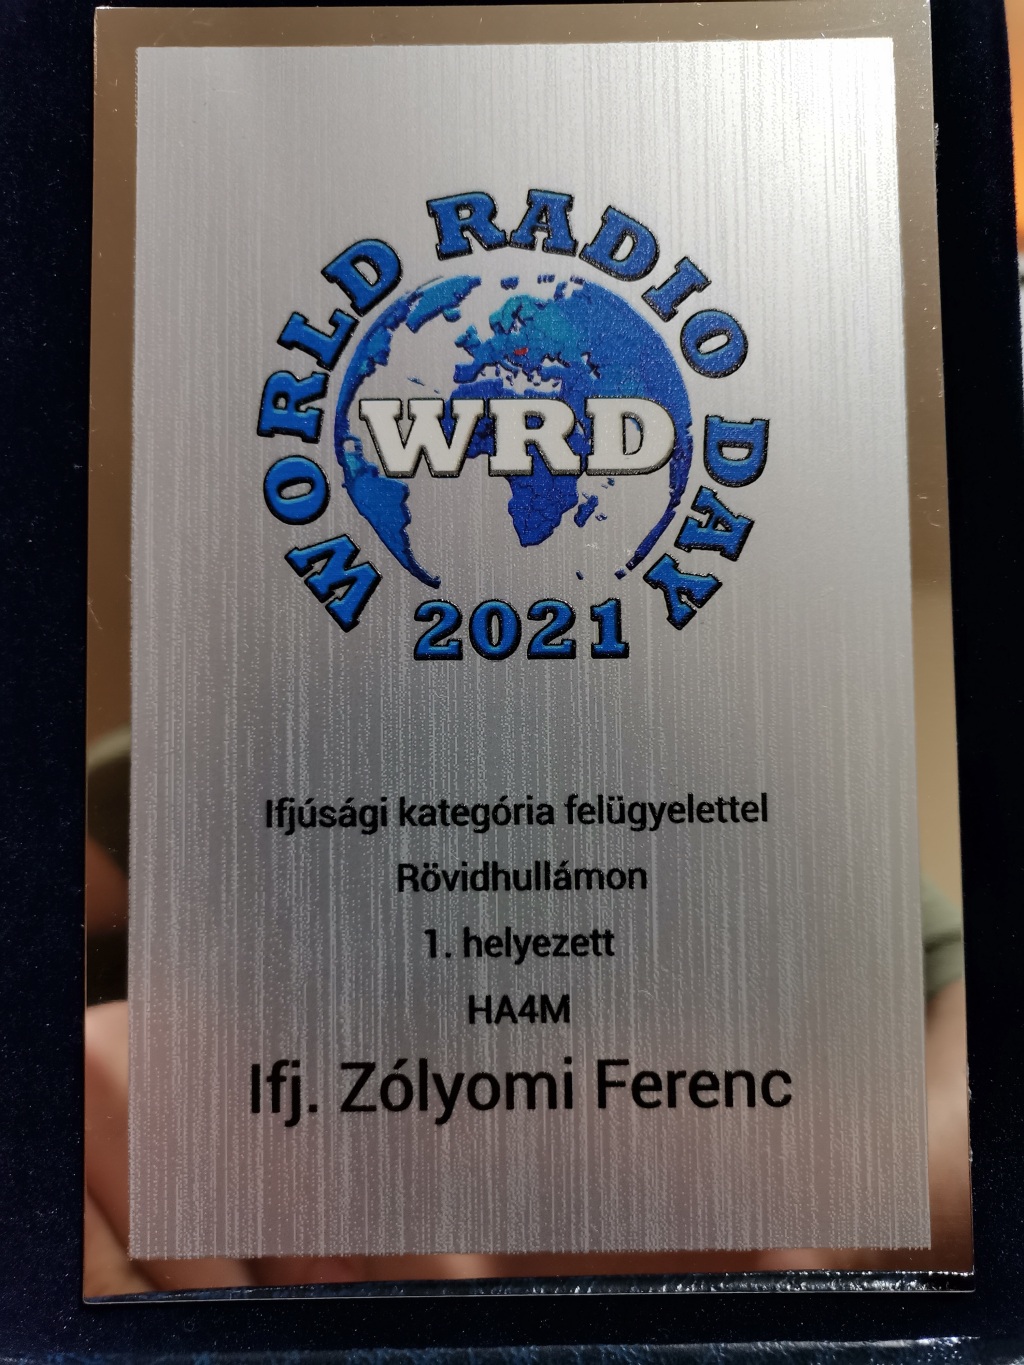 WORLD RADIO DAY
WRD
2021
Ifjúsági kategória felügyelettel
Rövidhullámon
1. helyezett
HA4M
Ifj. Zólyomi Ferenc